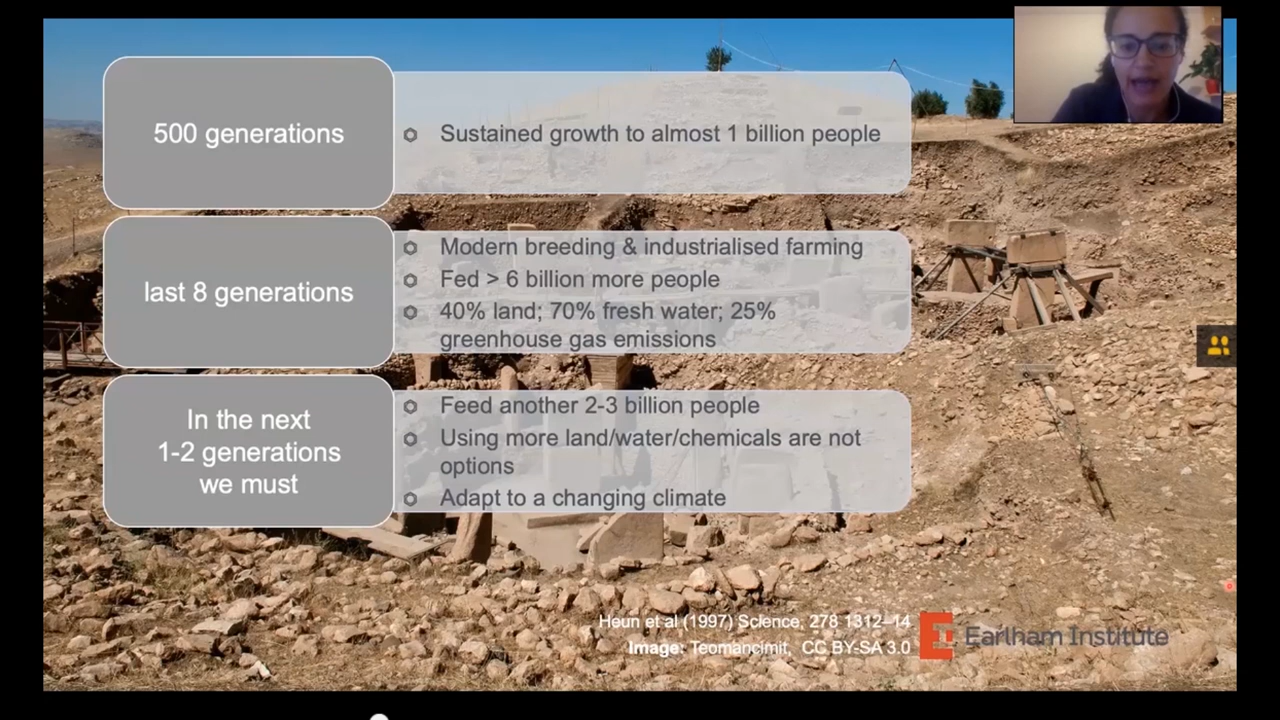 500 generations
Sustained growth to almost 1 billion people
last 8 generations
Modern breeding & industrialised farming
Fed > 6 billion more people
40% land; 70% fresh water; 25%
greenhouse gas emissions
In the next
1-2 generations
we must
Feed another 2-3 billion people
Using more land/water/chemicals are not
options
Adapt to a changing climate
Heun et al (1997) Science, 278 1312–14
Image: Teomancimit, CC BY-SA 3.0
Earlham Institute